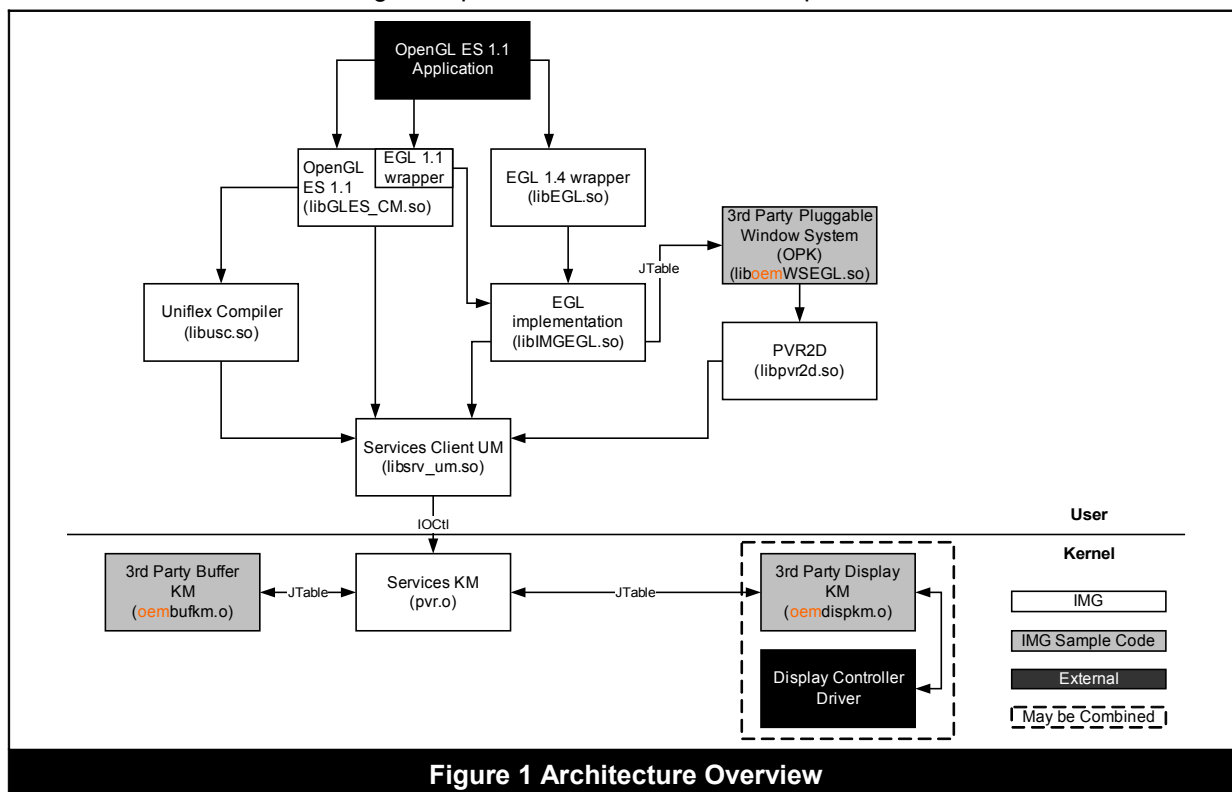 OpenGL ES 1.1
Application
OpenGL
ES 1.1
(libGLES_CM.so)
EGL 1.1
wrapper
EGL 1.4 wrapper
(libEGL.so)
3rd Party Pluggable
Window System
(OPK)
(liboemWSEGL.so)
JTable
Uniflex Compiler
(libusc.so)
EGL
implementation
(libIMGEGL.so)
PVR2D
(libpvr2d.so)
Services Client UM
(libsrv_um.so)
IOCtl
User
Kernel
3rd Party Buffer
KM
(oembufkm.o)
JTable
Services KM
(pvr.o)
JTable
3rd Party Display
KM
(oemdispkm.o)
Display Controller
Driver
IMG
IMG Sample Code
External
May be Combined
Figure 1 Architecture Overview